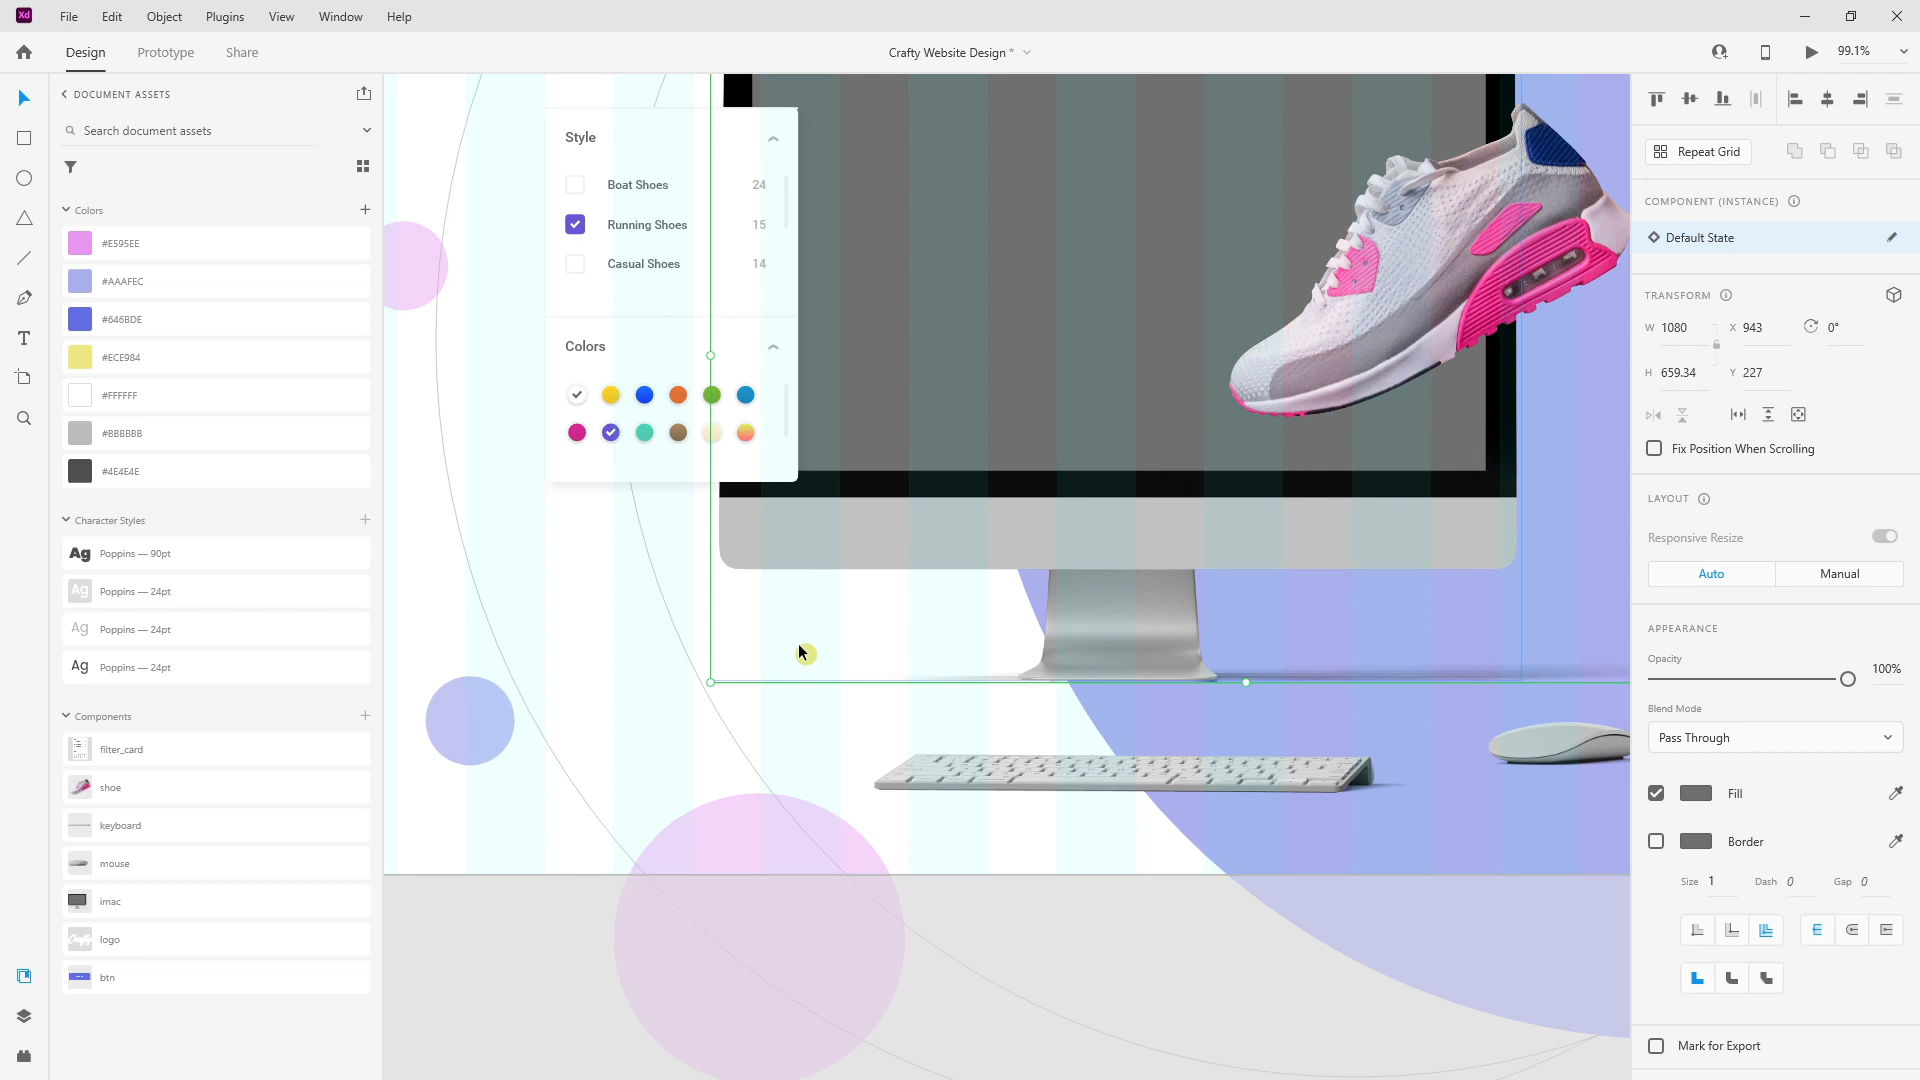 Xd File Edit Object Plugins View Window Help
Design Prototype Share Crafty Website Design * 99.1%
DOCUMENT ASSETS
Search document assets
Colors
#E595EE
#AAAFEC
#646BDE
#ECE984
#FFFFFF
#BBBBBB
#4E4E4E
Character Styles
Ag Poppins — 90pt
Ag Poppins — 24pt
Ag Poppins — 24pt
Ag Poppins — 24pt
Components
filter_card
shoe
keyboard
mouse
imac
logo
btn
Style
Boat Shoes 24
Running Shoes 15
Casual Shoes 14
Colors
Repeat Grid
COMPONENT (INSTANCE)
Default State
TRANSFORM
W 1080 X 943 0°
H 659.34 Y 227
Fix Position When Scrolling
LAYOUT
Responsive Resize
Auto Manual
APPEARANCE
Opacity
100%
Blend Mode
Pass Through
Fill
Border
Size 1 Dash 0 Gap 0
Mark for Export